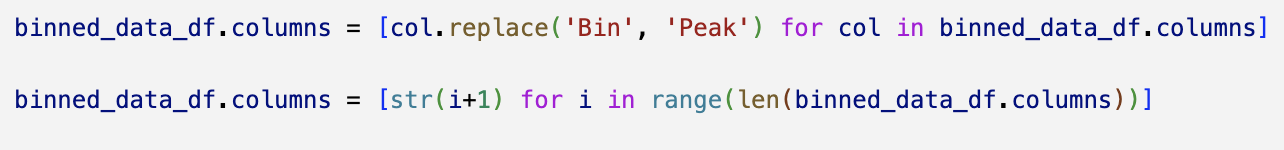 binned_data_df.columns = [col.replace('Bin', 'Peak') for col in binned_data_df.columns]
binned_data_df.columns = [str(i+1) for i in range(len(binned_data_df.columns))]